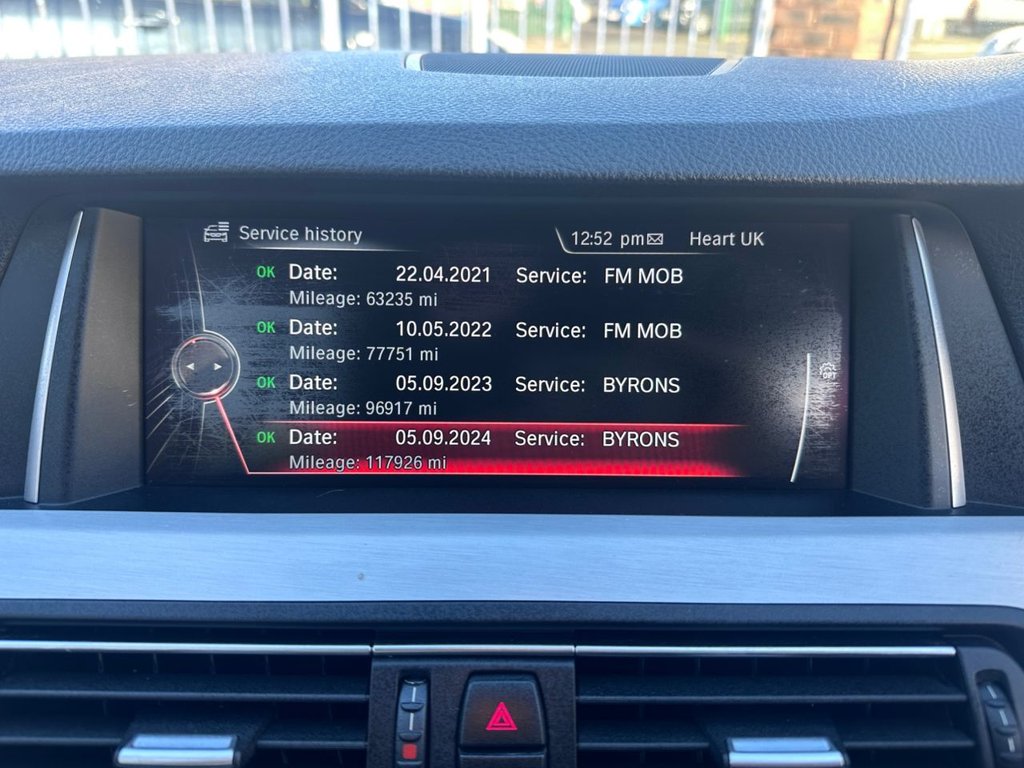 Service history 12:52 pm Heart UK
OK Date: 22.04.2021 Service: FM MOB
Mileage: 63235 mi
OK Date: 10.05.2022 Service: FM MOB
Mileage: 77751 mi
OK Date: 05.09.2023 Service: BYRONS
Mileage: 96917 mi
OK Date: 05.09.2024 Service: BYRONS
Mileage: 117926 mi